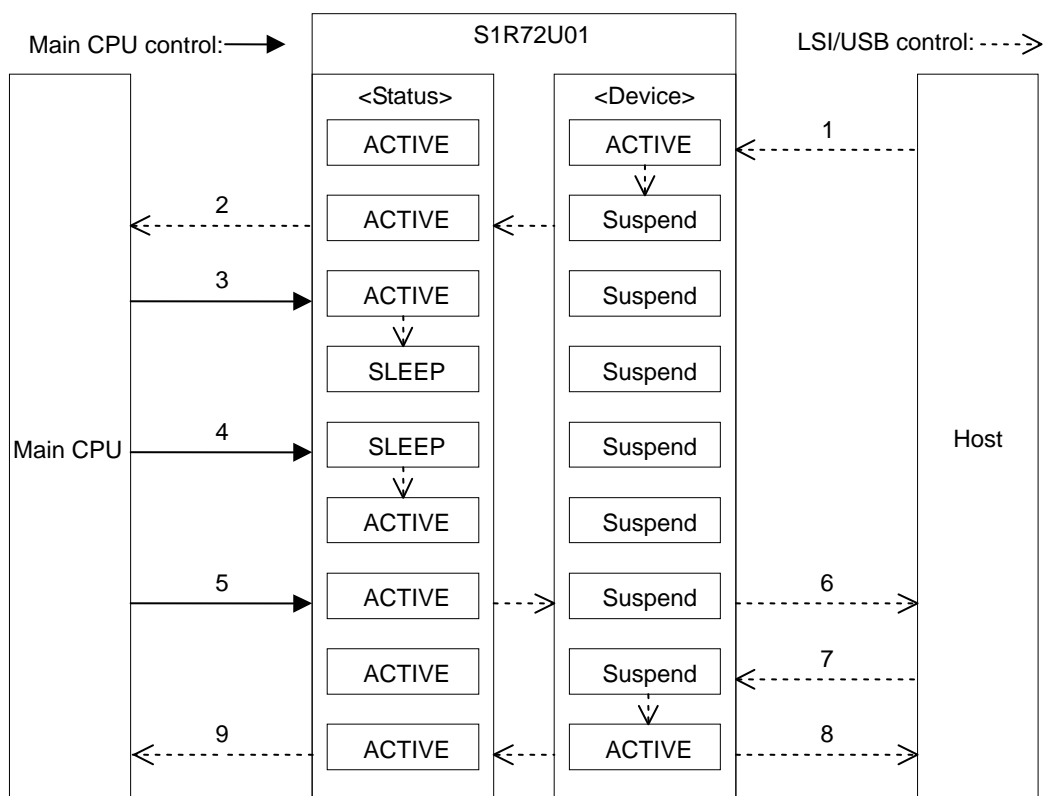 Main CPU control:
S1R72U01
LSI/USB control:
<Status>
<Device>
ACTIVE
ACTIVE
1
2
ACTIVE
Suspend
3
ACTIVE
Suspend
SLEEP
Suspend
Main CPU
4
SLEEP
Suspend
Host
ACTIVE
Suspend
5
ACTIVE
Suspend
6
ACTIVE
Suspend
7
9
ACTIVE
ACTIVE
8